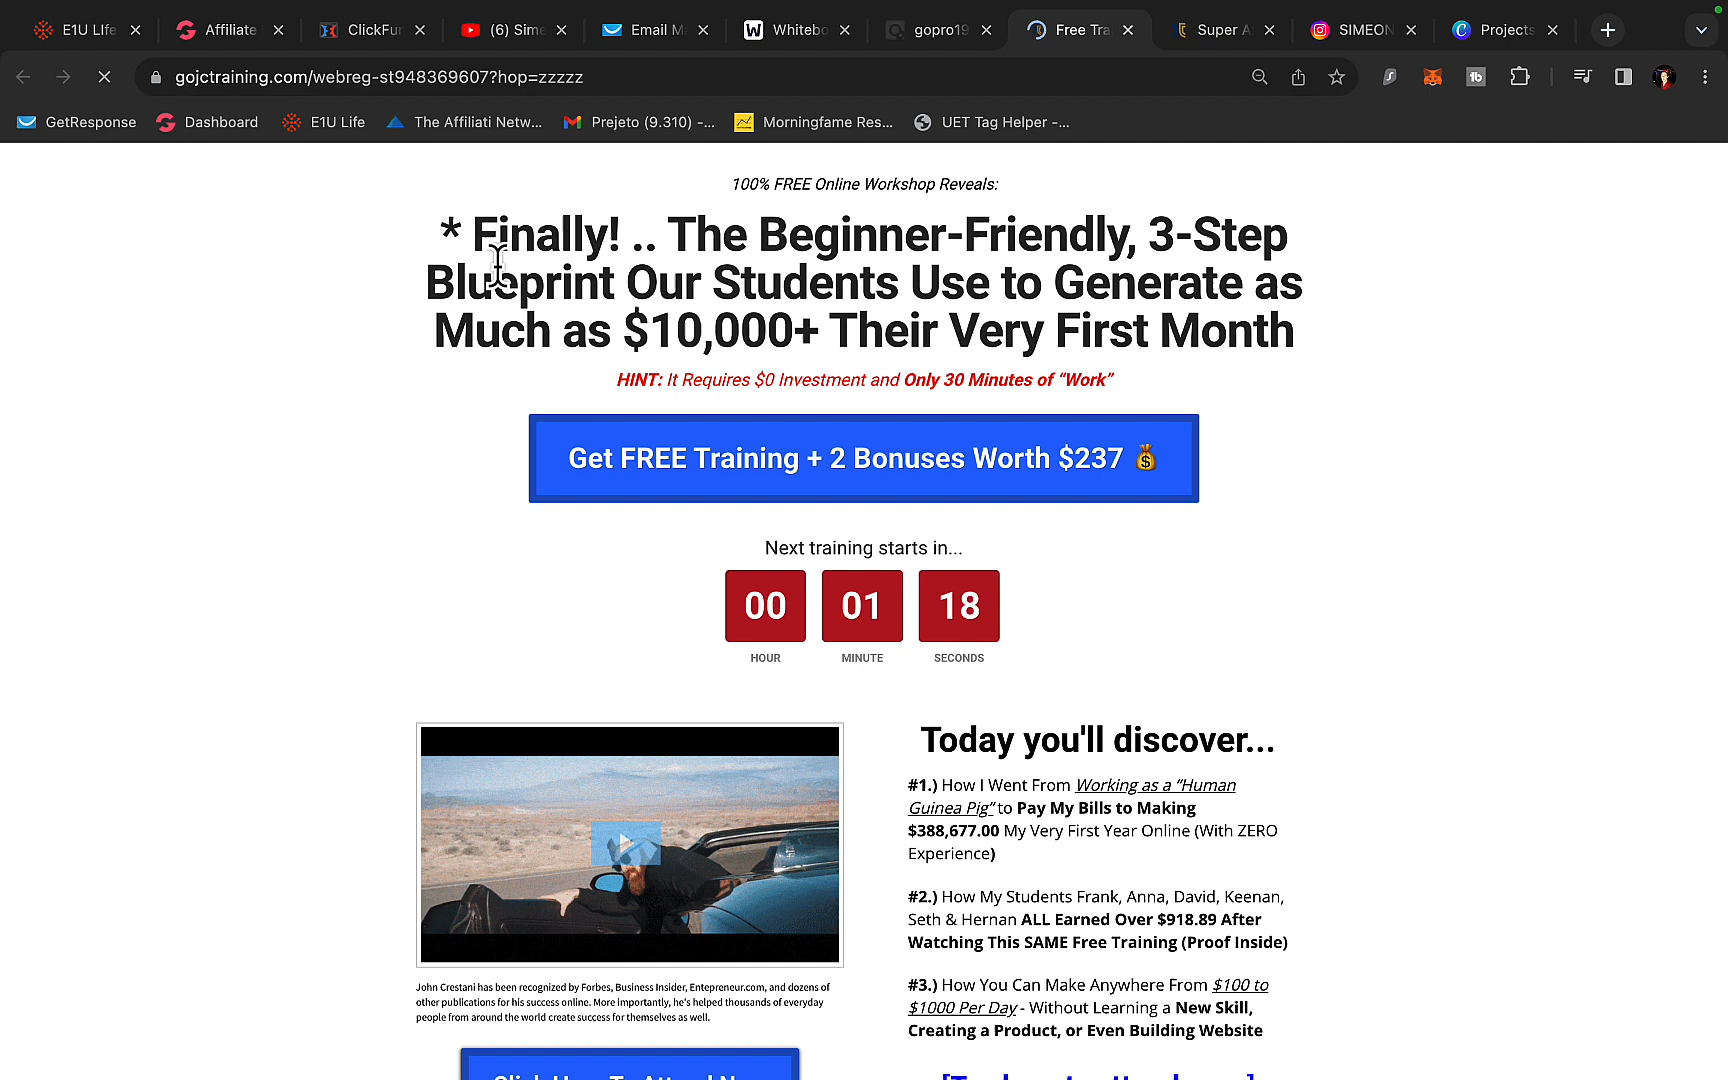 E1U LIfe
Affiliate
ClickFun
(6) Sime
Email Ma
Whitebo
gopro19
Free Tra
Super A
SIMEON
Projects
gojctraining.com/webreg-st948369607?hop=zzzzz
GetResponse
Dashboard
E1U Life
The Affiliati Netw...
Prejeto (9.310) -...
Morningfame Res...
UET Tag Helper -...
100% FREE Online Workshop Reveals:
* Finally! .. The Beginner-Friendly, 3-Step
Blueprint Our Students Use to Generate as
Much as $10,000+ Their Very First Month
HINT: It Requires $0 Investment and Only 30 Minutes of “Work”
Get FREE Training + 2 Bonuses Worth $237 💰
Next training starts in...
00 01 18
HOUR MINUTE SECONDS
Today you'll discover...
#1.) How I Went From Working as a “Human
Guinea Pig” to Pay My Bills to Making
$388,677.00 My Very First Year Online (With ZERO
Experience)
#2.) How My Students Frank, Anna, David, Keenan,
Seth & Hernan ALL Earned Over $918.89 After
Watching This SAME Free Training (Proof Inside)
#3.) How You Can Make Anywhere From $100 to
$1000 Per Day - Without Learning a New Skill,
Creating a Product, or Even Building Website
John Crestani has been recognized by Forbes, Business Insider, Entepreneur.com, and dozens of
other publications for his success online. More importantly, he's helped thousands of everyday
people from around the world create success for themselves as well.